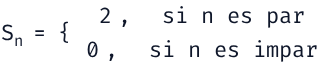 2 , si n es par
Sₙ = {
0 , si n es impar